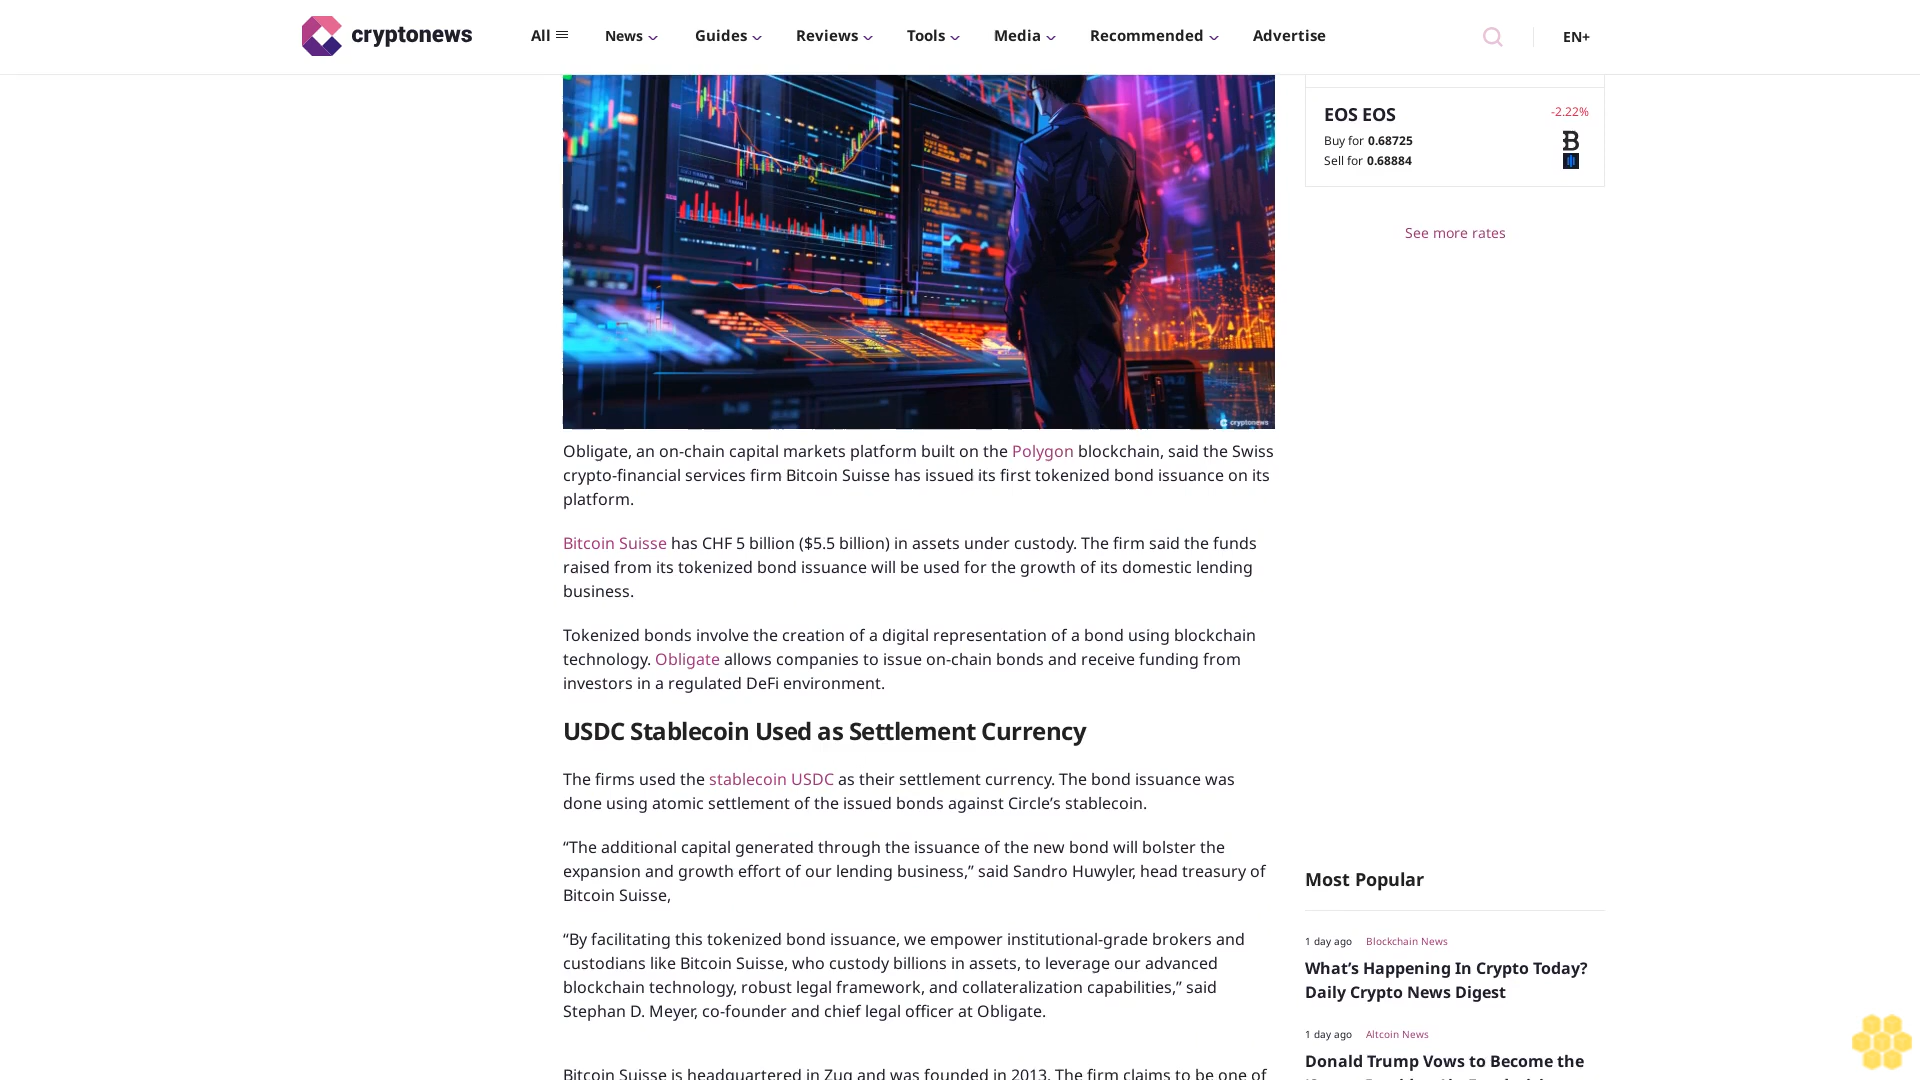 cryptonews
All
News
Guides
Reviews
Tools
Media
Recommended
Advertise
EN+
EOS EOS
-2.22%
Buy for 0.68725
Sell for 0.68884
See more rates
cryptonews
Obligate, an on-chain capital markets platform built on the Polygon blockchain, said the Swiss
crypto-financial services firm Bitcoin Suisse has issued its first tokenized bond issuance on its
platform.
Bitcoin Suisse has CHF 5 billion ($5.5 billion) in assets under custody. The firm said the funds
raised from its tokenized bond issuance will be used for the growth of its domestic lending
business.
Tokenized bonds involve the creation of a digital representation of a bond using blockchain
technology. Obligate allows companies to issue on-chain bonds and receive funding from
investors in a regulated DeFi environment.
USDC Stablecoin Used as Settlement Currency
The firms used the stablecoin USDC as their settlement currency. The bond issuance was
done using atomic settlement of the issued bonds against Circle’s stablecoin.
“The additional capital generated through the issuance of the new bond will bolster the
expansion and growth effort of our lending business,” said Sandro Huwyler, head treasury of
Bitcoin Suisse,
“By facilitating this tokenized bond issuance, we empower institutional-grade brokers and
custodians like Bitcoin Suisse, who custody billions in assets, to leverage our advanced
blockchain technology, robust legal framework, and collateralization capabilities,” said
Stephan D. Meyer, co-founder and chief legal officer at Obligate.
Bitcoin Suisse is headquartered in Zug and was founded in 2013. The firm claims to be one of
Most Popular
1 day ago Blockchain News
What’s Happening In Crypto Today?
Daily Crypto News Digest
1 day ago Altcoin News
Donald Trump Vows to Become the